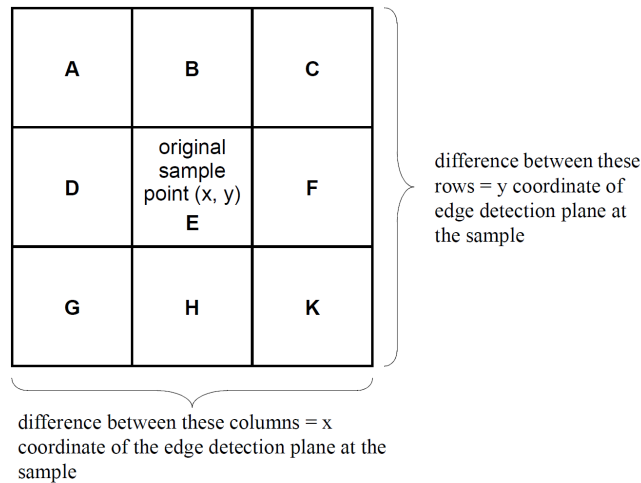 A B C
original
sample
point (x, y)
D E F
difference between these
rows = y coordinate of
edge detection plane at
the sample
G H K
difference between these columns = x
coordinate of the edge detection plane at the
sample